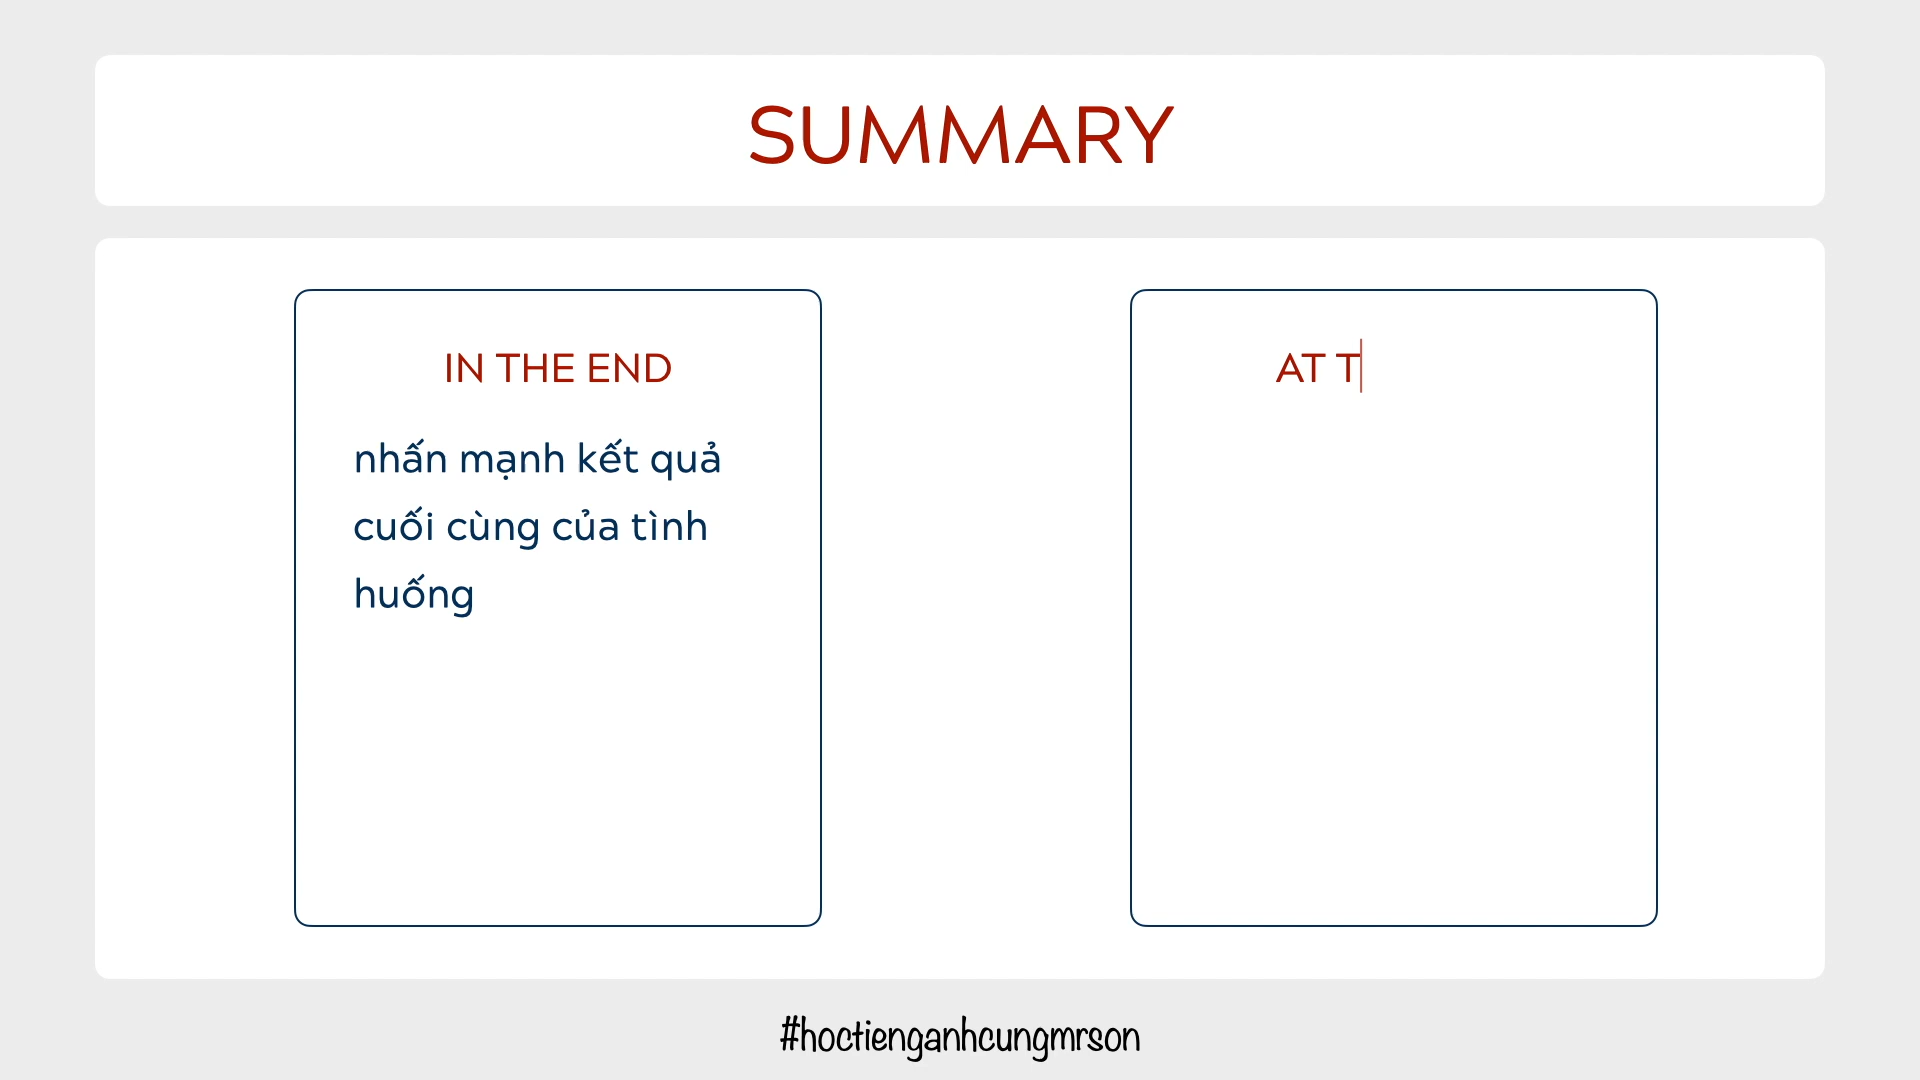 SUMMARY
IN THE END
nhấn mạnh kết quả
cuối cùng của tình
huống
AT T
#hoctienganhcungmrson